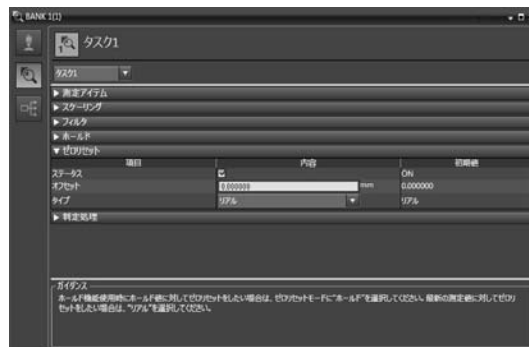 BANK 1(1)
1 タスク1
タスク1
▶ 測定アイテム
▶ スケーリング
▶ フィルタ
▶ ホールド
▼ ゼロリセット
項目 内容 初期値
ステータス ON
オフセット 0.000000 mm 0.000000
タイプ リアル リアル
▶ 判定処理
ガイダンス
ホールド機能使用時にホールド値に対してゼロリセットをしたい場合は、ゼロリセットモードに"ホールド"を選択してください。最新の測定値に対してゼロリ
セットをしたい場合は、"リアル"を選択してください。